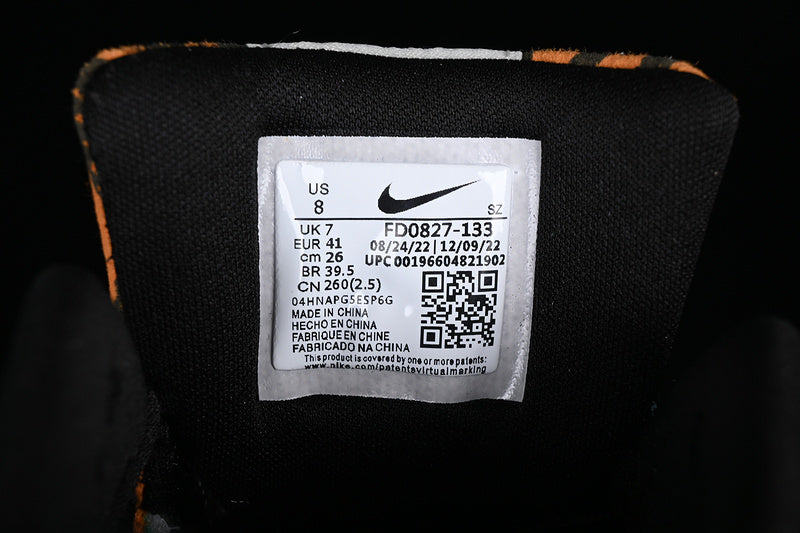 US
8
SZ
UK 7
EUR 41
cm 26
BR 39.5
CN 260(2.5)
FD0827-133
08/24/22 | 12/09/22
UPC 00196604821902
04HNAPG5ESP6G
MADE IN CHINA
HECHO EN CHINA
FABRIQUE EN CHINE
FABRICADO NA CHINA
This product is covered by one or more patents:
www.nike.com/patentsvirtualmarking